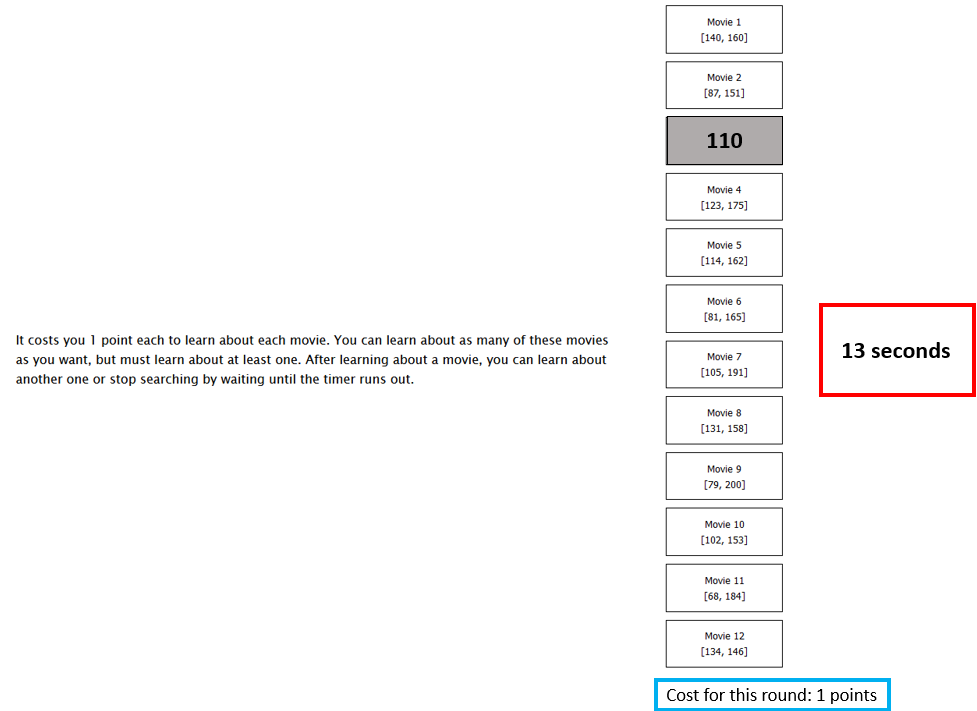 Movie 1
[140, 160]
Movie 2
[87, 151]
110
Movie 4
[123, 175]
Movie 5
[114, 162]
Movie 6
[81, 165]
It costs you 1 point each to learn about each movie. You can learn about as many of these movies
as you want, but must learn about at least one. After learning about a movie, you can learn about
another one or stop searching by waiting until the timer runs out.
13 seconds
Movie 7
[105, 191]
Movie 8
[131, 158]
Movie 9
[79, 200]
Movie 10
[102, 153]
Movie 11
[68, 184]
Movie 12
[134, 146]
Cost for this round: 1 points